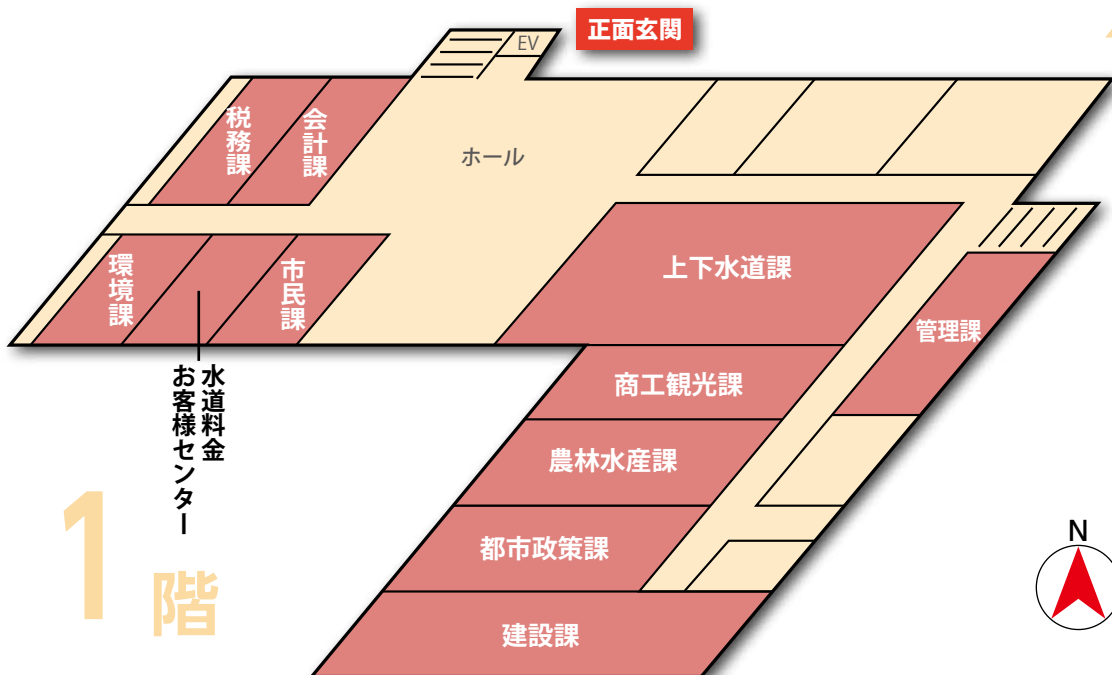 正面玄関
EV
税務課
会計課
ホール
環境課
市民課
水道料金
お客様センター
上下水道課
管理課
商工観光課
農林水産課
都市政策課
建設課
1階
N